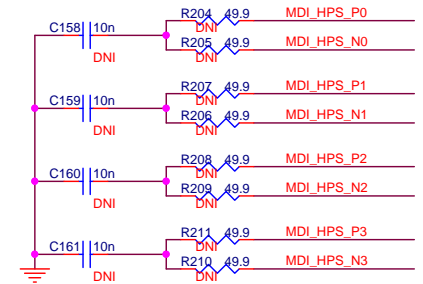 R204 49.9 MDI_HPS_P0
C158 10n DNI
R205 49.9 MDI_HPS_N0
DNI DNI
R207 49.9 MDI_HPS_P1
C159 10n DNI
R206 49.9 MDI_HPS_N1
DNI DNI
R208 49.9 MDI_HPS_P2
C160 10n DNI
R209 49.9 MDI_HPS_N2
DNI DNI
R211 49.9 MDI_HPS_P3
C161 10n DNI
R210 49.9 MDI_HPS_N3
DNI DNI